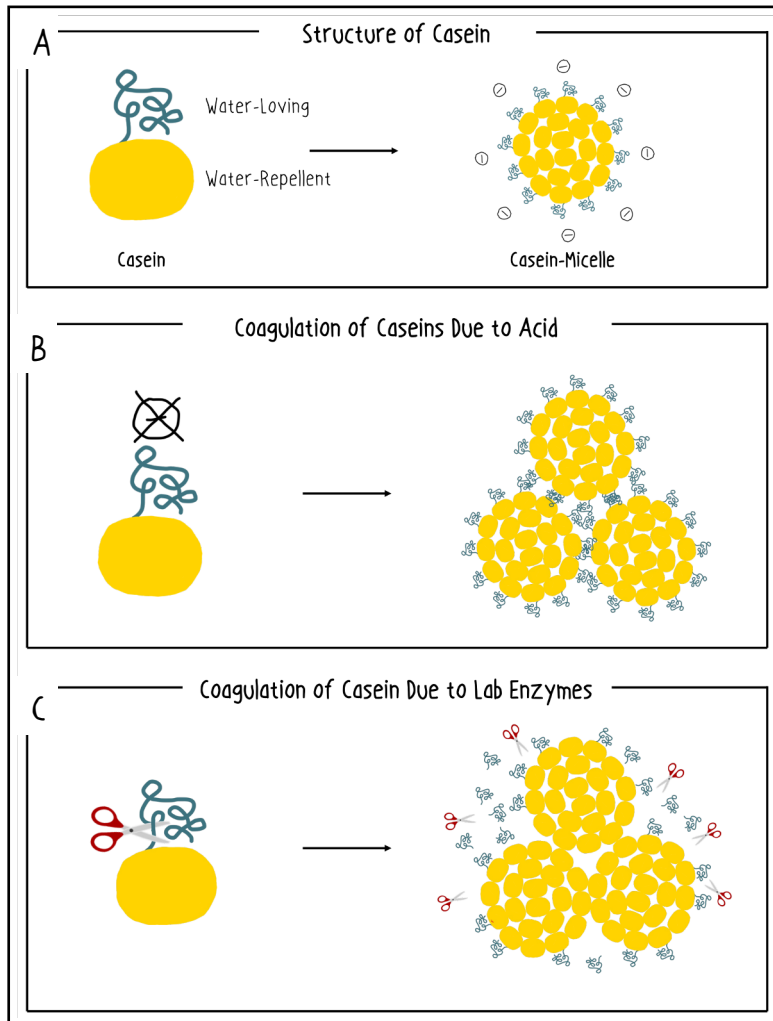 A
Structure of Casein
Water-Loving
Water-Repellent
Casein
Casein-Micelle
B
Coagulation of Caseins Due to Acid
C
Coagulation of Casein Due to Lab Enzymes